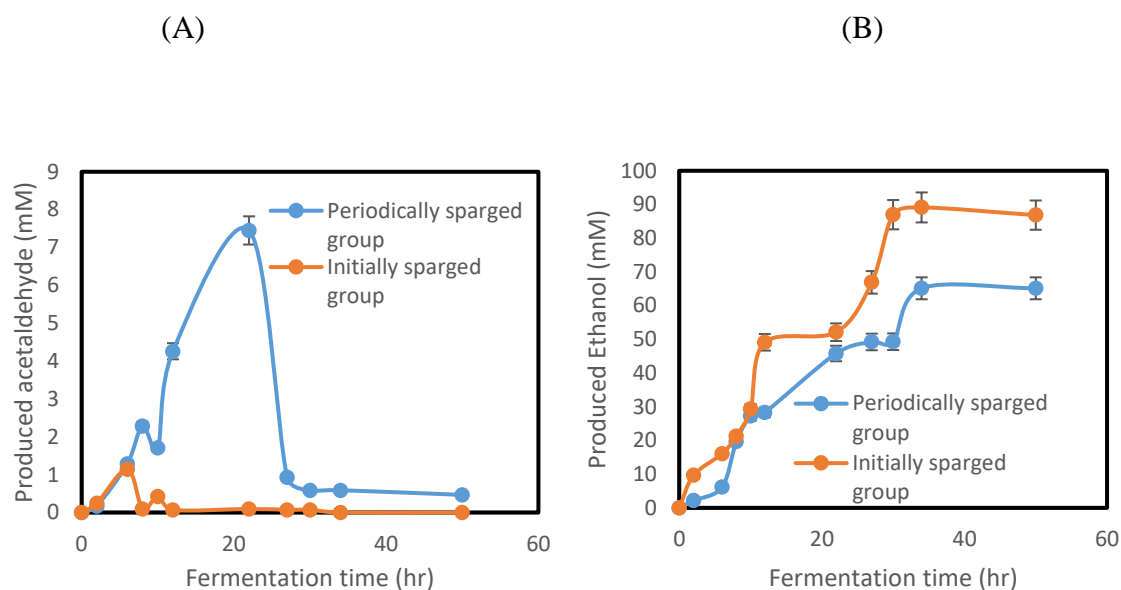 (A)
(B)
Produced acetaldehyde (mM)
9
8
7
6
5
4
3
2
1
0
Periodically sparged
group
Initially sparged
group
0
20
40
60
Fermentation time (hr)
Produced Ethanol (mM)
100
90
80
70
60
50
40
30
20
10
0
Periodically sparged
group
Initially sparged
group
0
20
40
60
Fermentation time (hr)